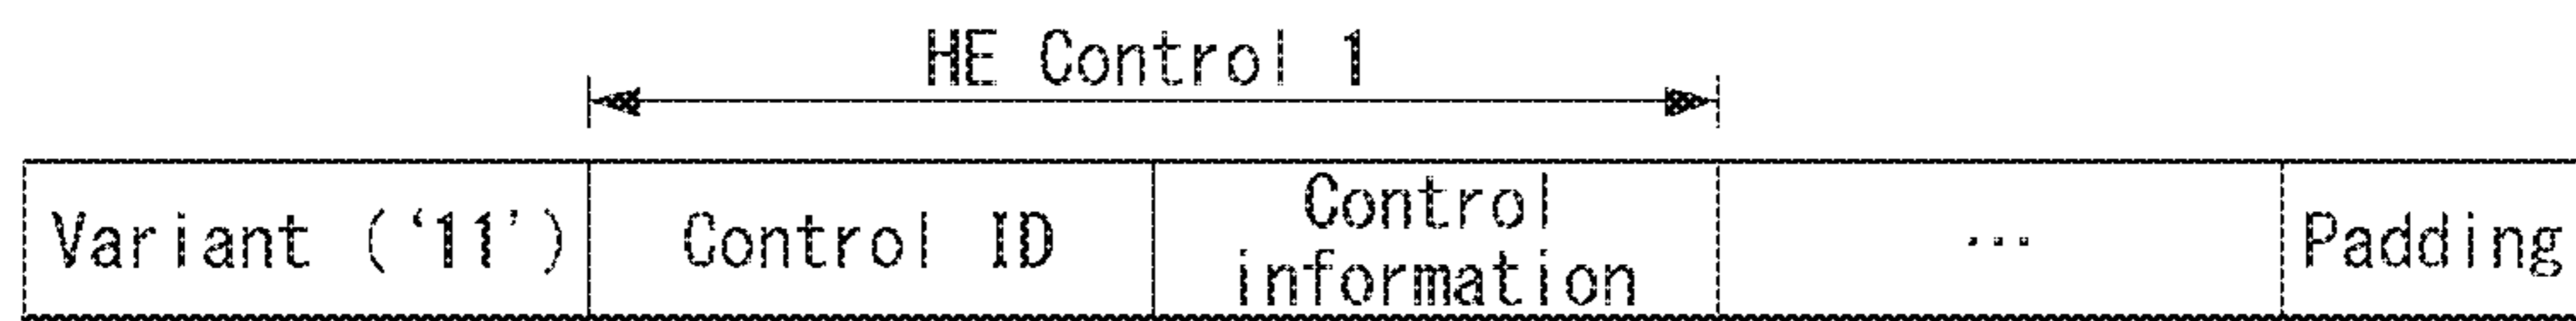 HE Control 1
Variant (‘11’)
Control ID
Control
information
...
Padding